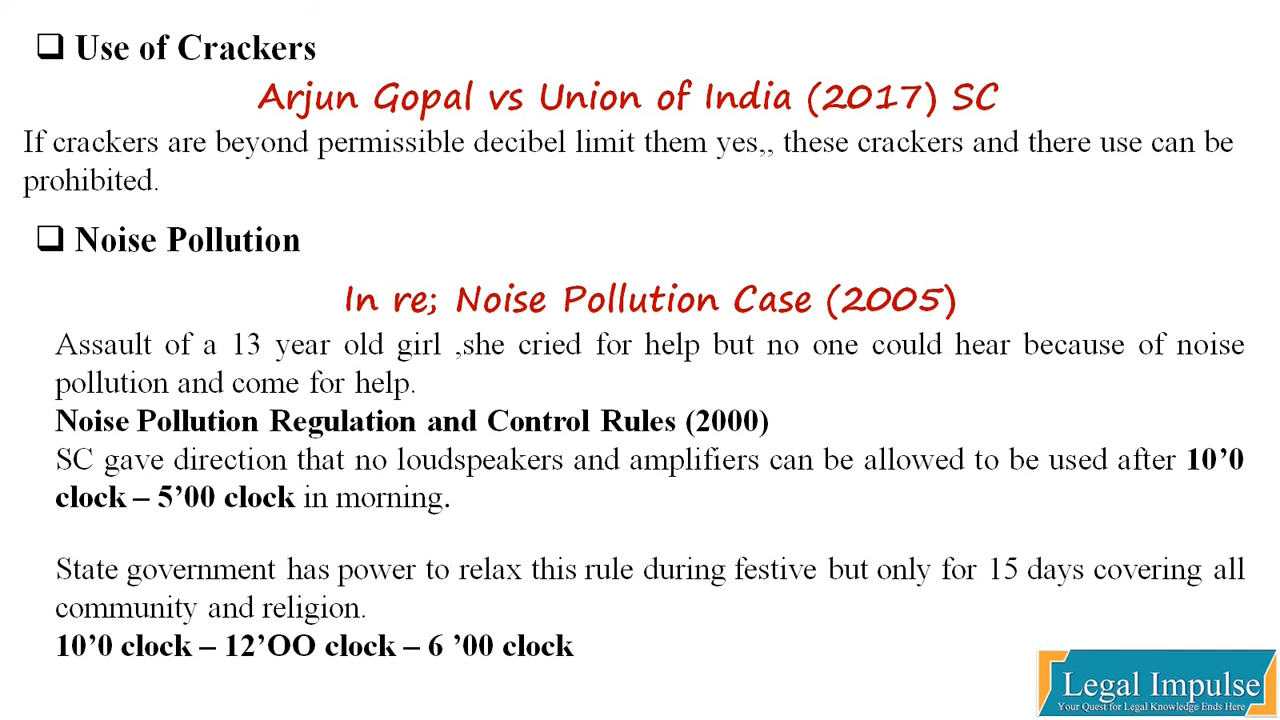 ❑ Use of Crackers
Arjun Gopal vs Union of India (2017) SC
If crackers are beyond permissible decibel limit them yes,, these crackers and there use can be
prohibited.
❑ Noise Pollution
In re; Noise Pollution Case (2005)
Assault of a 13 year old girl ,she cried for help but no one could hear because of noise
pollution and come for help.
Noise Pollution Regulation and Control Rules (2000)
SC gave direction that no loudspeakers and amplifiers can be allowed to be used after 10’0
clock – 5’00 clock in morning.
State government has power to relax this rule during festive but only for 15 days covering all
community and religion.
10’0 clock – 12’OO clock – 6 ’00 clock
Legal Impulse
Your Quest for Legal Knowledge Ends Here